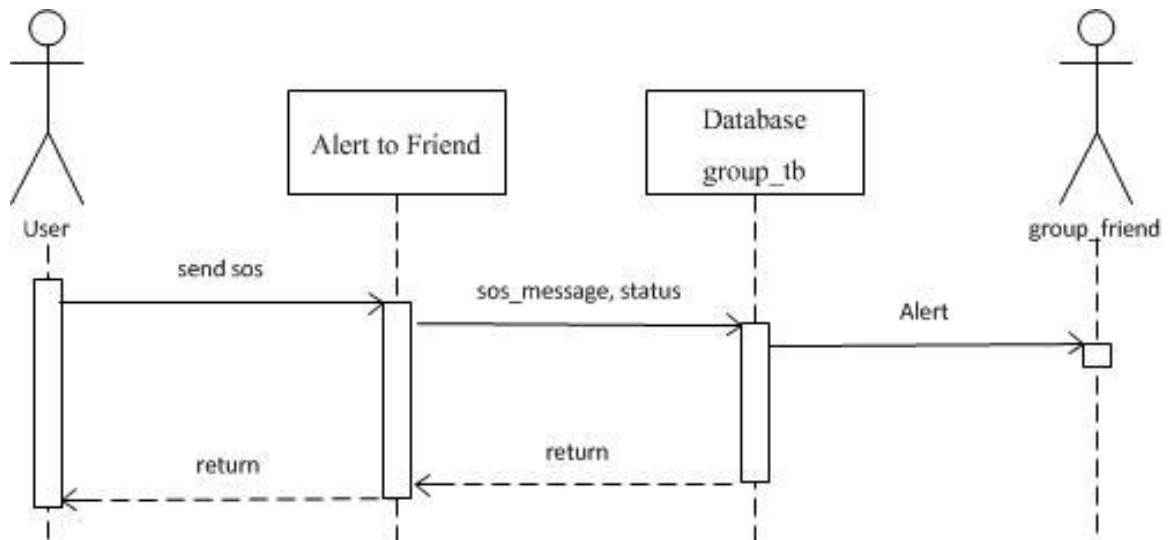 Alert to Friend
Database
group_tb
User
group_friend
send sos
sos_message, status
Alert
return
return